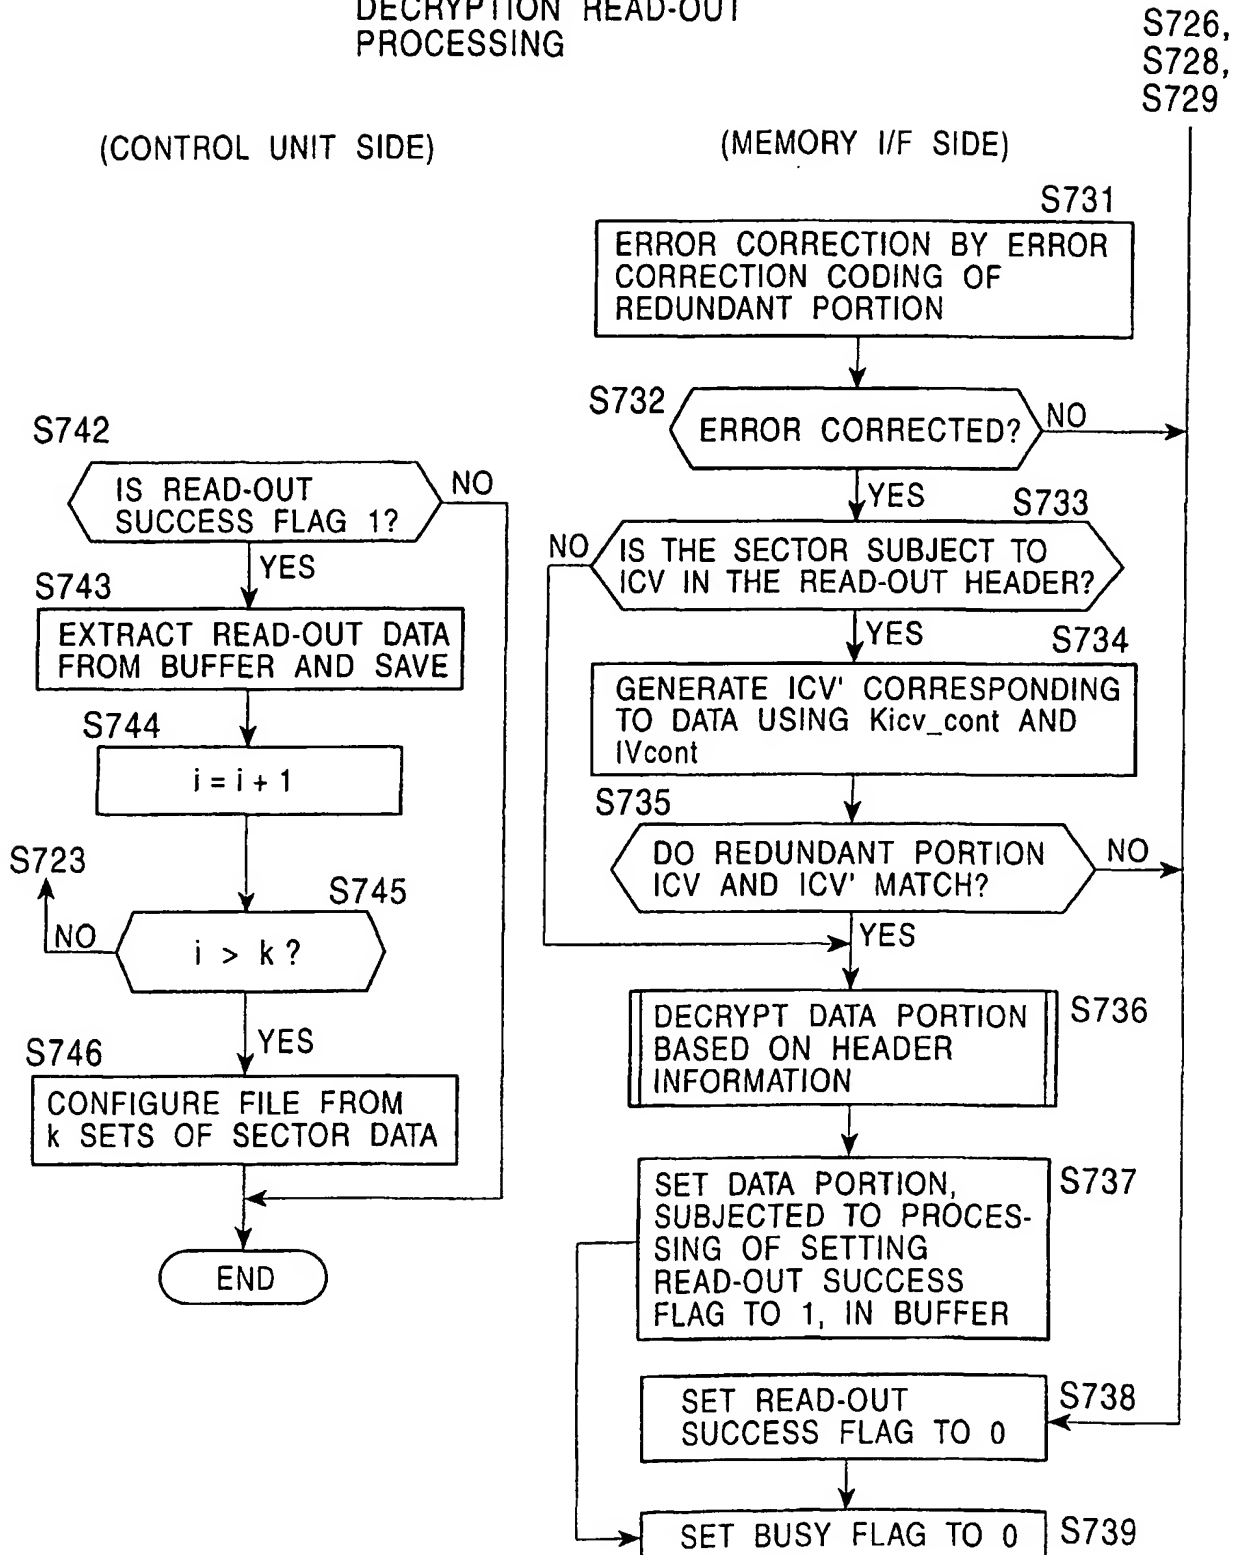 DECRYPTION READ-OUT
PROCESSING
S726,
S728,
S729
(CONTROL UNIT SIDE)
(MEMORY I/F SIDE)
S731
ERROR CORRECTION BY ERROR
CORRECTION CODING OF
REDUNDANT PORTION
S732
ERROR CORRECTED?
NO
YES
S733
NO
IS THE SECTOR SUBJECT TO
ICV IN THE READ-OUT HEADER?
YES
S734
GENERATE ICV' CORRESPONDING
TO DATA USING Kicv_cont AND
IVcont
S735
DO REDUNDANT PORTION
ICV AND ICV' MATCH?
NO
YES
DECRYPT DATA PORTION
BASED ON HEADER
INFORMATION
S736
SET DATA PORTION,
SUBJECTED TO PROCES-
SING OF SETTING
READ-OUT SUCCESS
FLAG TO 1, IN BUFFER
S737
SET READ-OUT
SUCCESS FLAG TO 0
S738
SET BUSY FLAG TO 0
S739
S742
IS READ-OUT
SUCCESS FLAG 1?
NO
YES
S743
EXTRACT READ-OUT DATA
FROM BUFFER AND SAVE
S744
i = i + 1
S723
S745
NO
i > k ?
YES
S746
CONFIGURE FILE FROM
k SETS OF SECTOR DATA
END